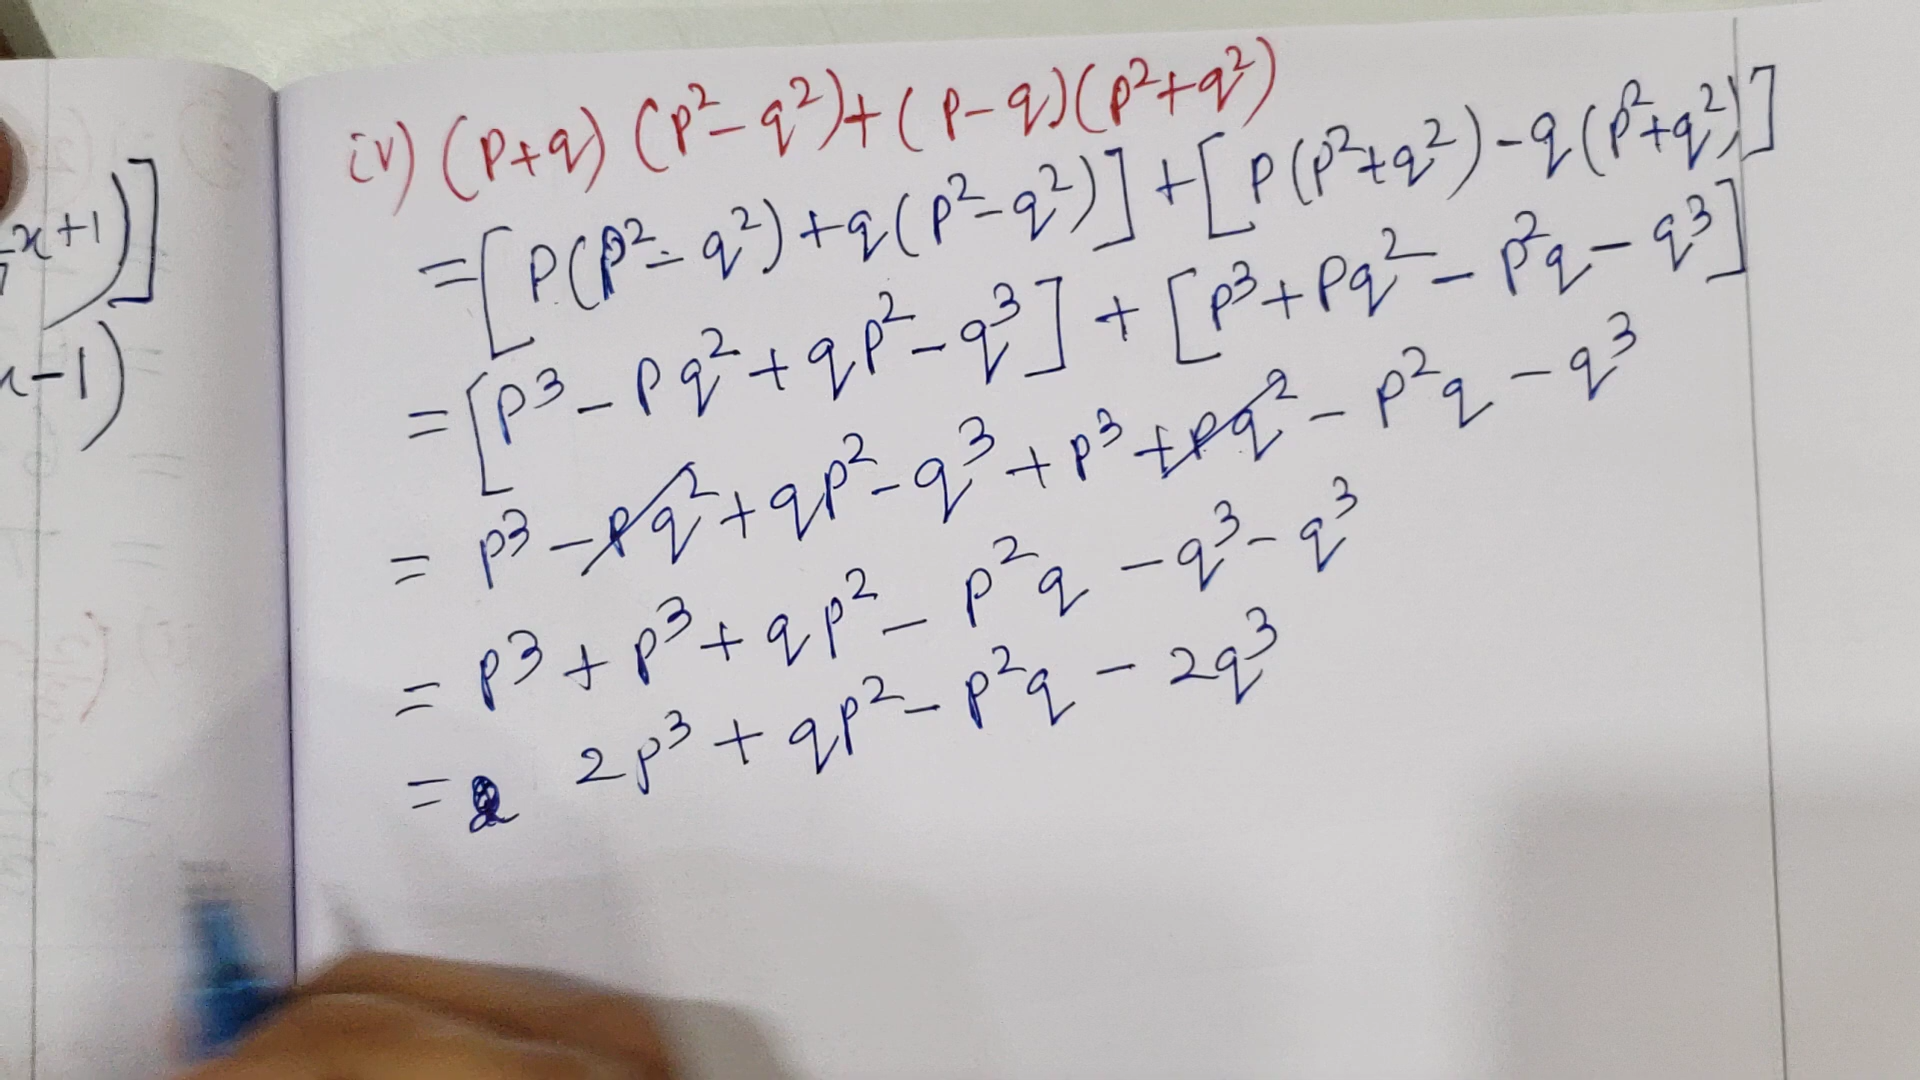 x+1)]
x-1)
iv) (p+q) (p²-q²)+(p-q)(p²+q²)
=[p(p²-q²)+q(p²-q²)]+[p(p²+q²)-q(p²+q²)]
=[p³-pq²+qp²-q³]+[p³+pq²-p²q-q³]
= p³-pq²+qp²-q³+p³+pq²-p²q-q³
= p³+p³+qp²-p²q-q³-q³
= 2p³+qp²-p²q-2q³